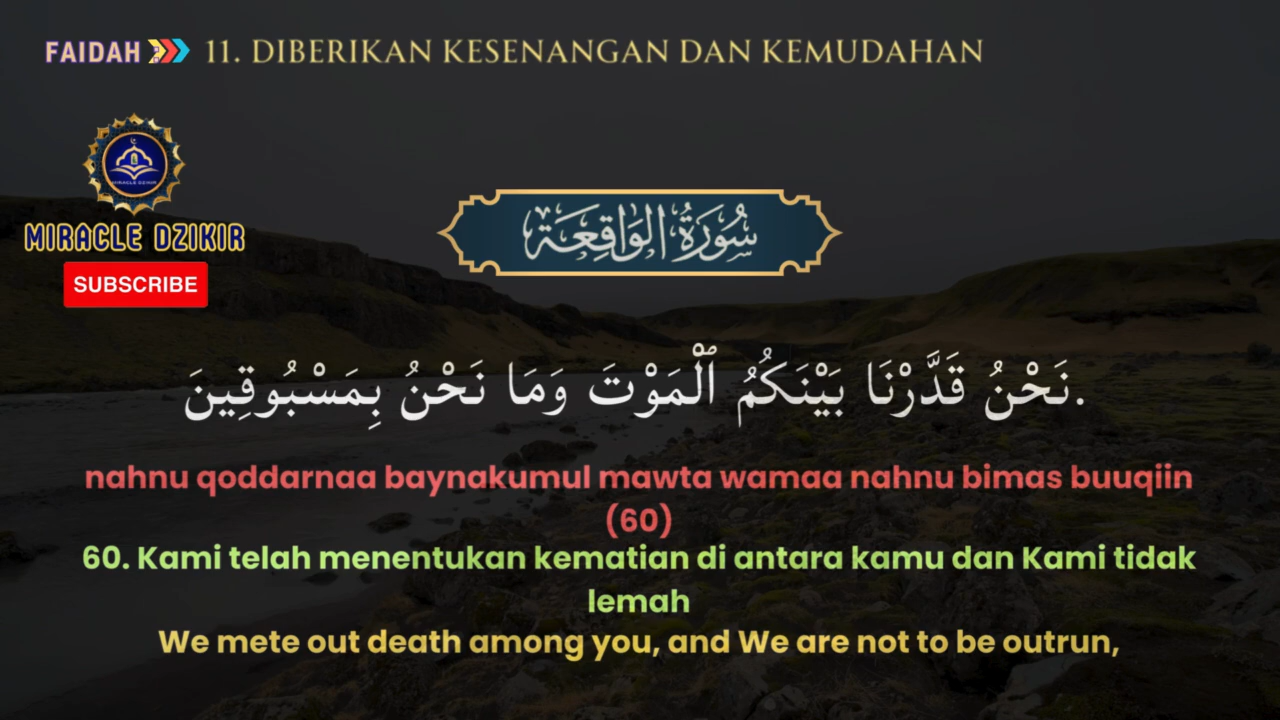 FAIDAH 11. DIBERIKAN KESENANGAN DAN KEMUDAHAN
MIRACLE DZIKIR
MIRACLE DZIKIR
SUBSCRIBE
سُورَةُ الوَاقِعَة
نَحْنُ قَدَّرْنَا بَيْنَكُمُ ٱلْمَوْتَ وَمَا نَحْنُ بِمَسْبُوقِينَ.
nahnu qoddarnaa baynakumul mawta wamaa nahnu bimas buuqiin
(60)
60. Kami telah menentukan kematian di antara kamu dan Kami tidak
lemah
We mete out death among you, and We are not to be outrun,